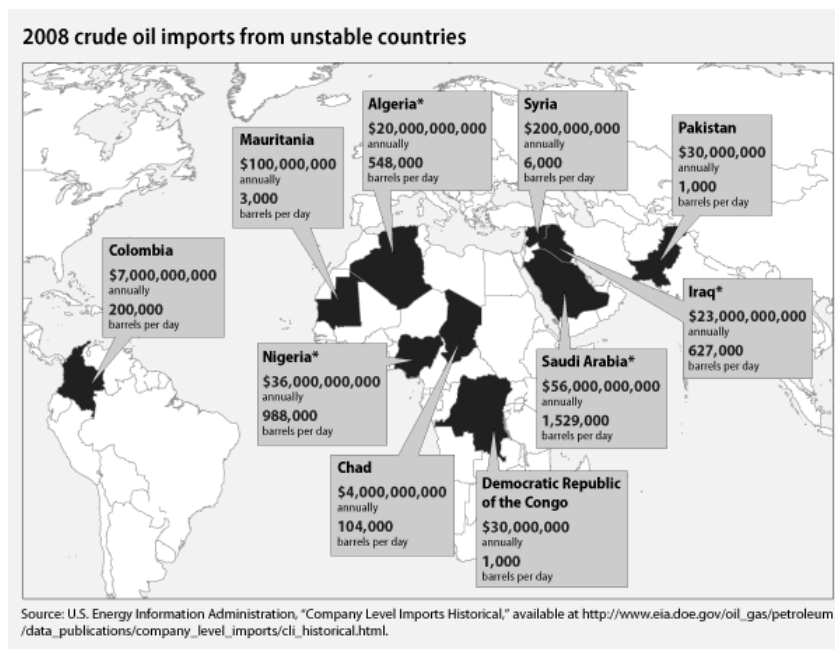 2008 crude oil imports from unstable countries
Algeria*
$20,000,000,000
annually
548,000
barrels per day
Syria
$200,000,000
annually
6,000
barrels per day
Pakistan
$30,000,000
annually
1,000
barrels per day
Mauritania
$100,000,000
annually
3,000
barrels per day
Colombia
$7,000,000,000
annually
200,000
barrels per day
Iraq*
$23,000,000,000
annually
627,000
barrels per day
Nigeria*
$36,000,000,000
annually
988,000
barrels per day
Saudi Arabia*
$56,000,000,000
annually
1,529,000
barrels per day
Chad
$4,000,000,000
annually
104,000
barrels per day
Democratic Republic
of the Congo
$30,000,000
annually
1,000
barrels per day
Source: U.S. Energy Information Administration, "Company Level Imports Historical," available at http://www.eia.doe.gov/oil_gas/petroleum
/data_publications/company_level_imports/cli_historical.html.